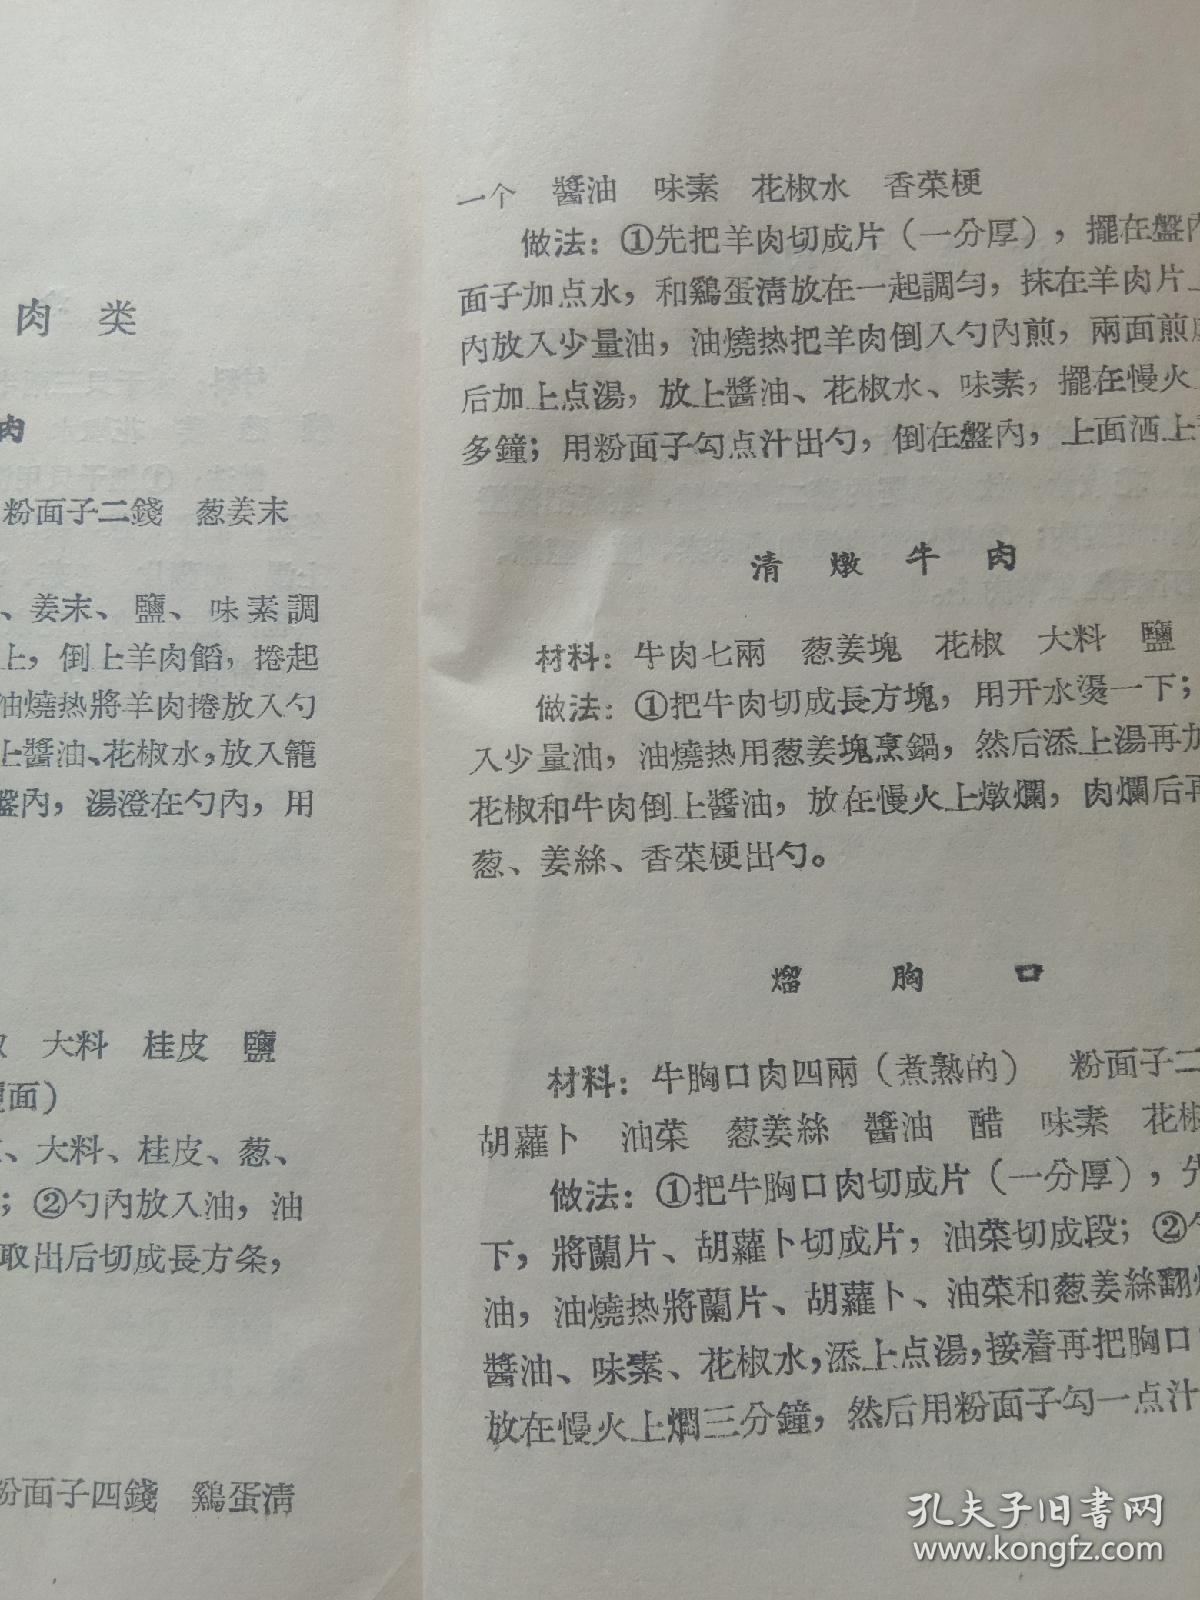 肉 类
肉
粉面子二錢 葱姜末
、姜末、鹽、味素調
上，倒上羊肉餡，捲起
油燒热將羊肉捲放入勺
上醬油、花椒水，放入籠
盤內，湯澄在勺內，用
大料 桂皮 鹽
面）
、大料、桂皮、葱、
；②勺內放入油，油
取出后切成長方条，
粉面子四錢 鷄蛋清
一个 醬油 味素 花椒水 香菜梗
做法：①先把羊肉切成片（一分厚），擺在盤內
面子加点水，和鷄蛋清放在一起調勻，抹在羊肉片上
內放入少量油，油燒热把羊肉倒入勺內煎，兩面煎
后加上点湯，放上醬油、花椒水、味素，擺在慢火
多鐘；用粉面子勾点汁出勺，倒在盤內，上面洒上
清 燉 牛 肉
材料：牛肉七兩 葱姜塊 花椒 大料 鹽
做法：①把牛肉切成長方塊，用开水燙一下；
入少量油，油燒热用葱姜塊烹鍋，然后添上湯再加
花椒和牛肉倒上醬油，放在慢火上燉爛，肉爛后再
葱、姜絲、香菜梗出勺。
熘 胸 口
材料：牛胸口肉四兩（煮熟的） 粉面子二
胡蘿卜 油菜 葱姜絲 醬油 醋 味素 花椒
做法：①把牛胸口肉切成片（一分厚），先
下，將蘭片、胡蘿卜切成片，油菜切成段；②
油，油燒热將蘭片、胡蘿卜、油菜和葱姜絲翻炒
醬油、味素、花椒水，添上点湯，接着再把胸口
放在慢火上燜三分鐘，然后用粉面子勾一点汁
孔夫子旧书网
www.kongfz.com